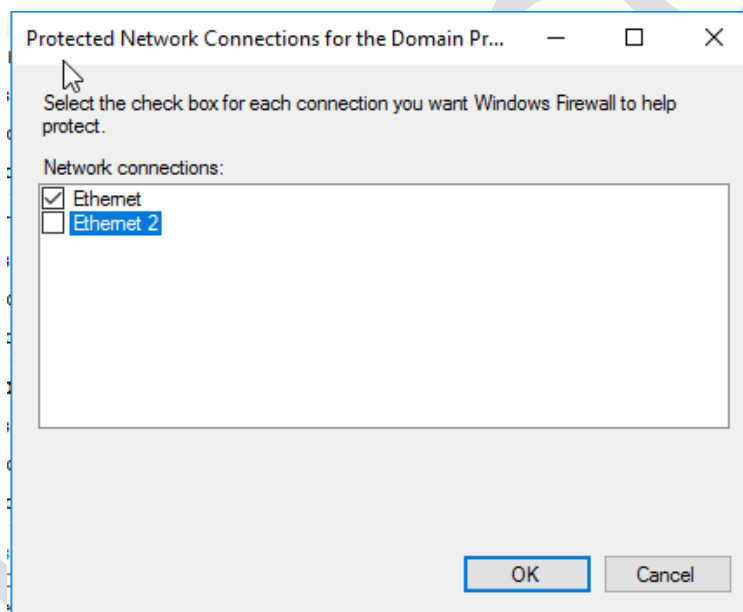 Protected Network Connections for the Domain Pr...
Select the check box for each connection you want Windows Firewall to help
protect.
Network connections:
Ethernet
Ethernet 2
OK
Cancel